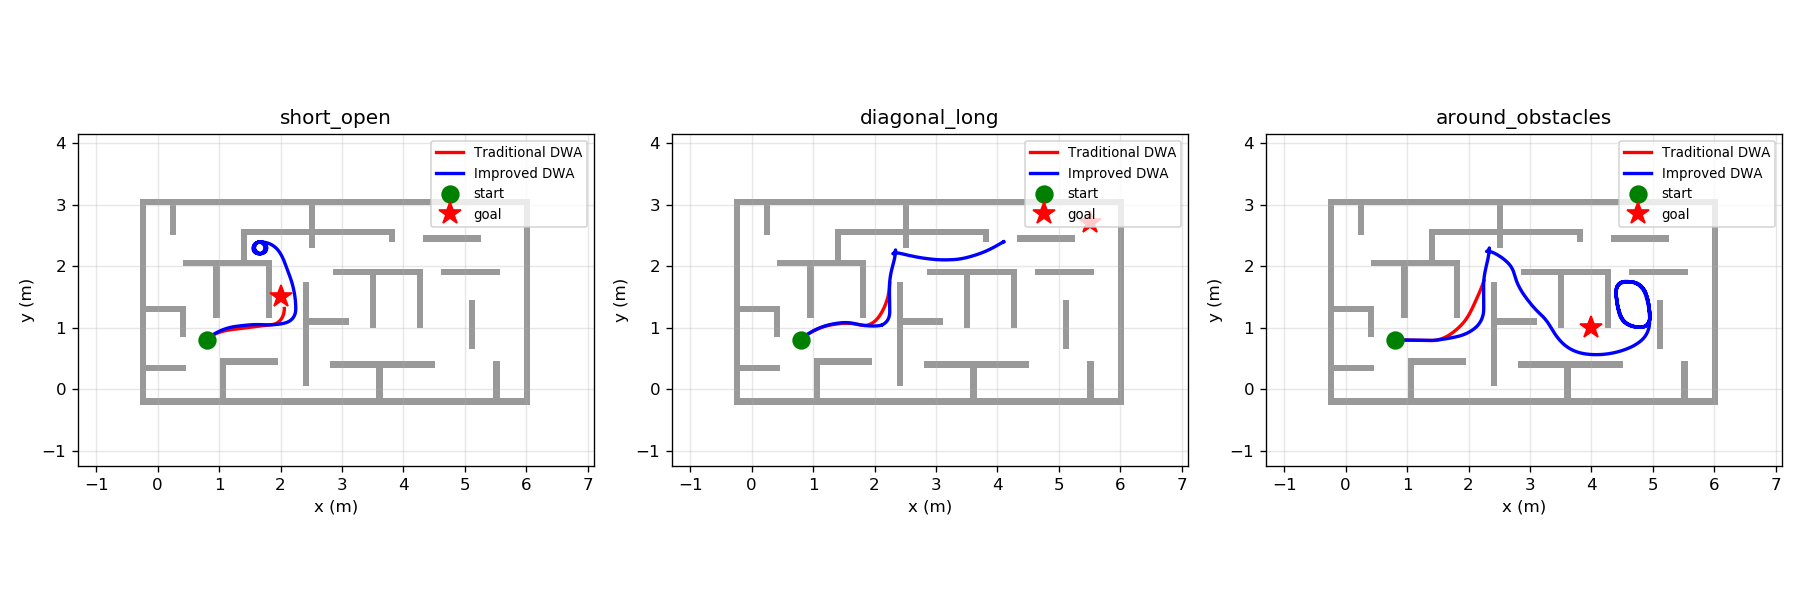 short_open
4
3
2
1
0
−1
y (m)
−1 0 1 2 3 4 5 6 7
x (m)
Traditional DWA
Improved DWA
start
goal
diagonal_long
4
3
2
1
0
−1
y (m)
−1 0 1 2 3 4 5 6 7
x (m)
Traditional DWA
Improved DWA
start
goal
around_obstacles
4
3
2
1
0
−1
y (m)
−1 0 1 2 3 4 5 6 7
x (m)
Traditional DWA
Improved DWA
start
goal